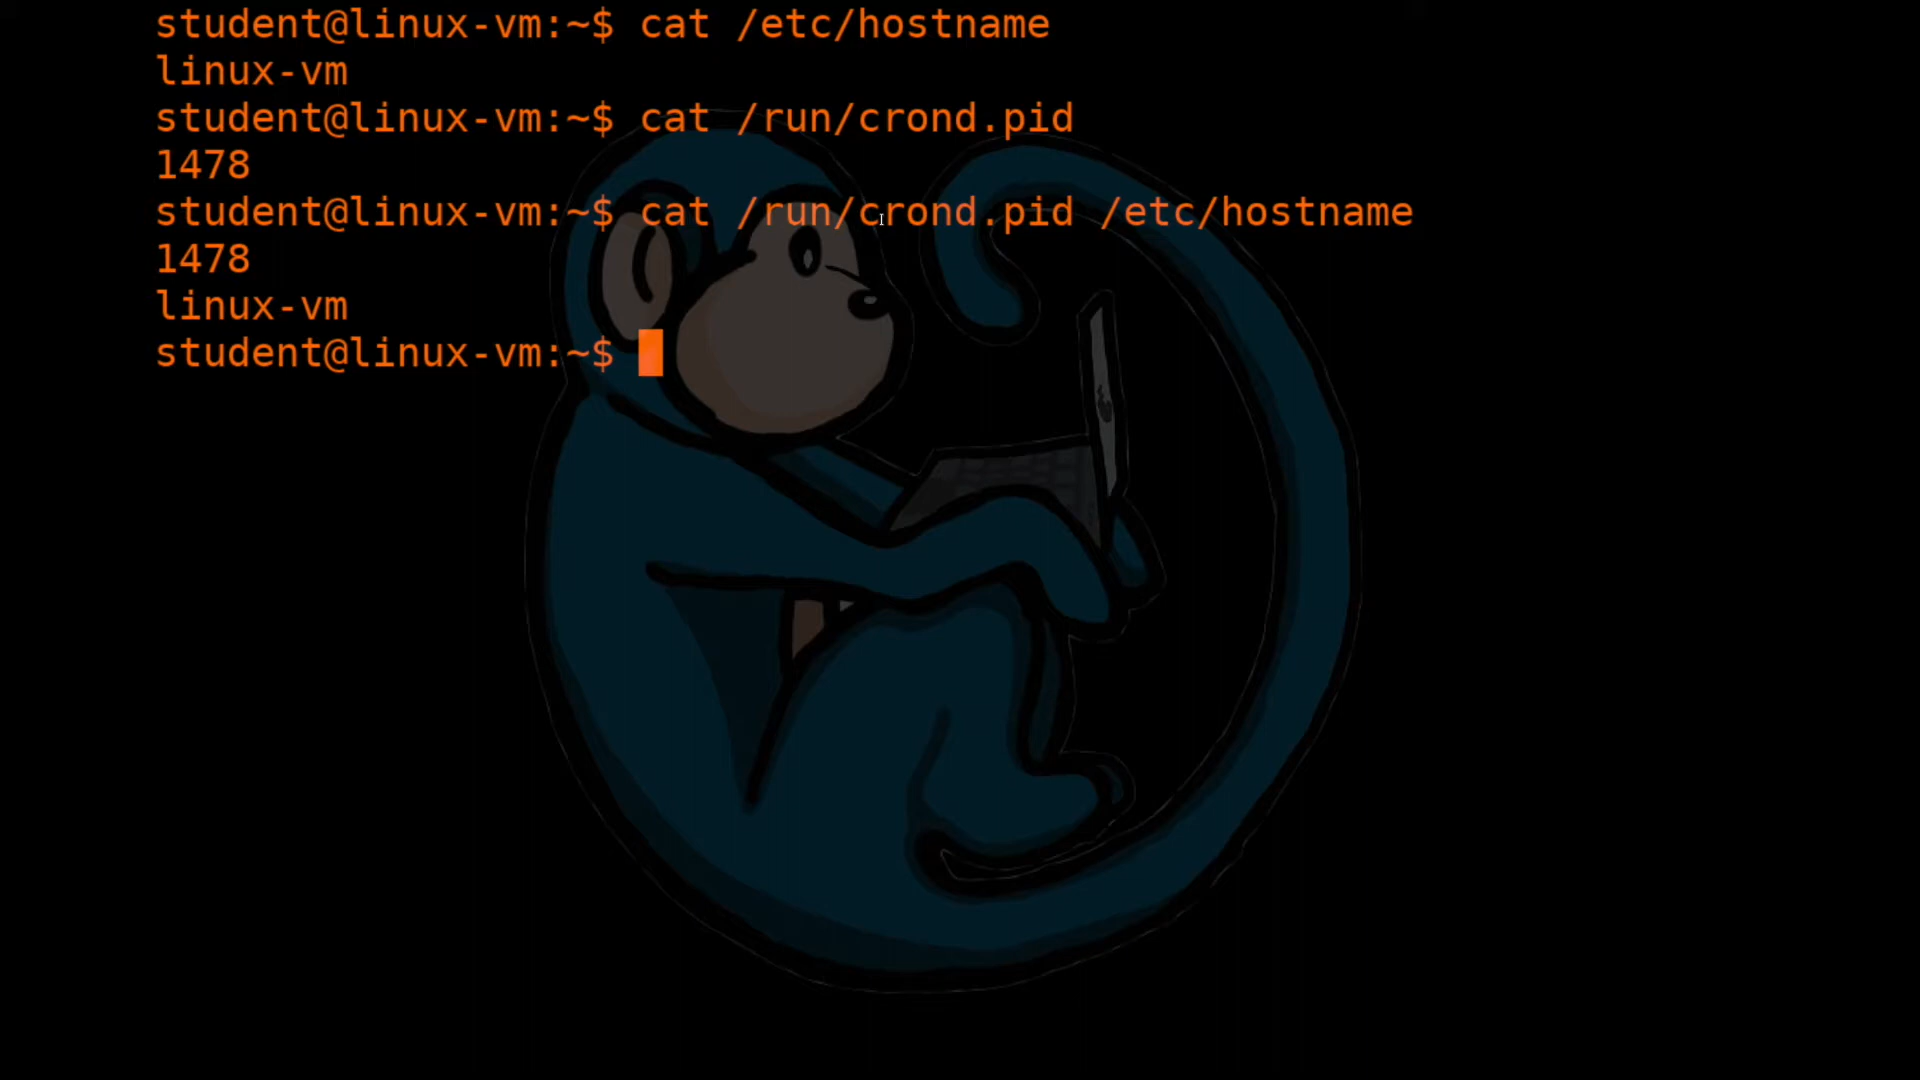 student@linux-vm:~$ cat /etc/hostname
linux-vm
student@linux-vm:~$ cat /run/crond.pid
1478
student@linux-vm:~$ cat /run/crond.pid /etc/hostname
1478
linux-vm
student@linux-vm:~$